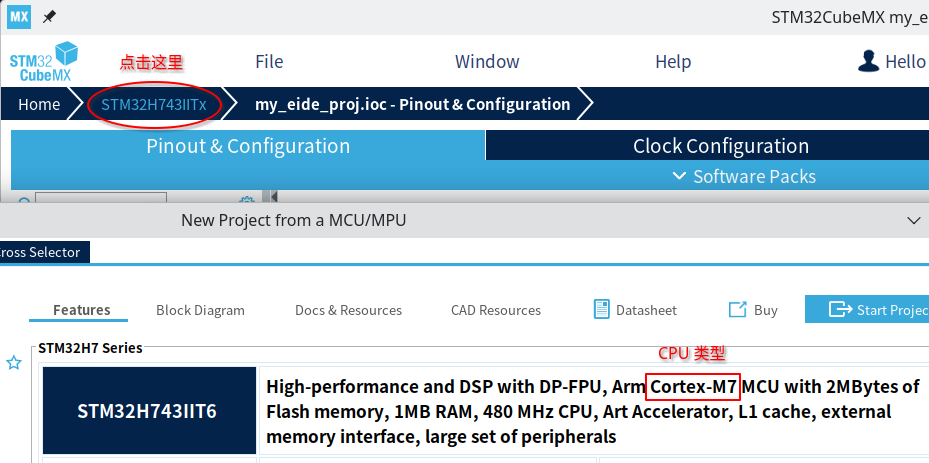 MX
STM32CubeMX my_e
STM32
CubeMX
点击这里
File
Window
Help
Hello
Home
STM32H743IITx
my_eide_proj.ioc - Pinout & Configuration
Pinout & Configuration
Clock Configuration
Software Packs
New Project from a MCU/MPU
ross Selector
Features
Block Diagram
Docs & Resources
CAD Resources
Datasheet
Buy
Start Projec
STM32H7 Series
CPU 类型
STM32H743IIT6
High-performance and DSP with DP-FPU, Arm Cortex-M7 MCU with 2MBytes of
Flash memory, 1MB RAM, 480 MHz CPU, Art Accelerator, L1 cache, external
memory interface, large set of peripherals